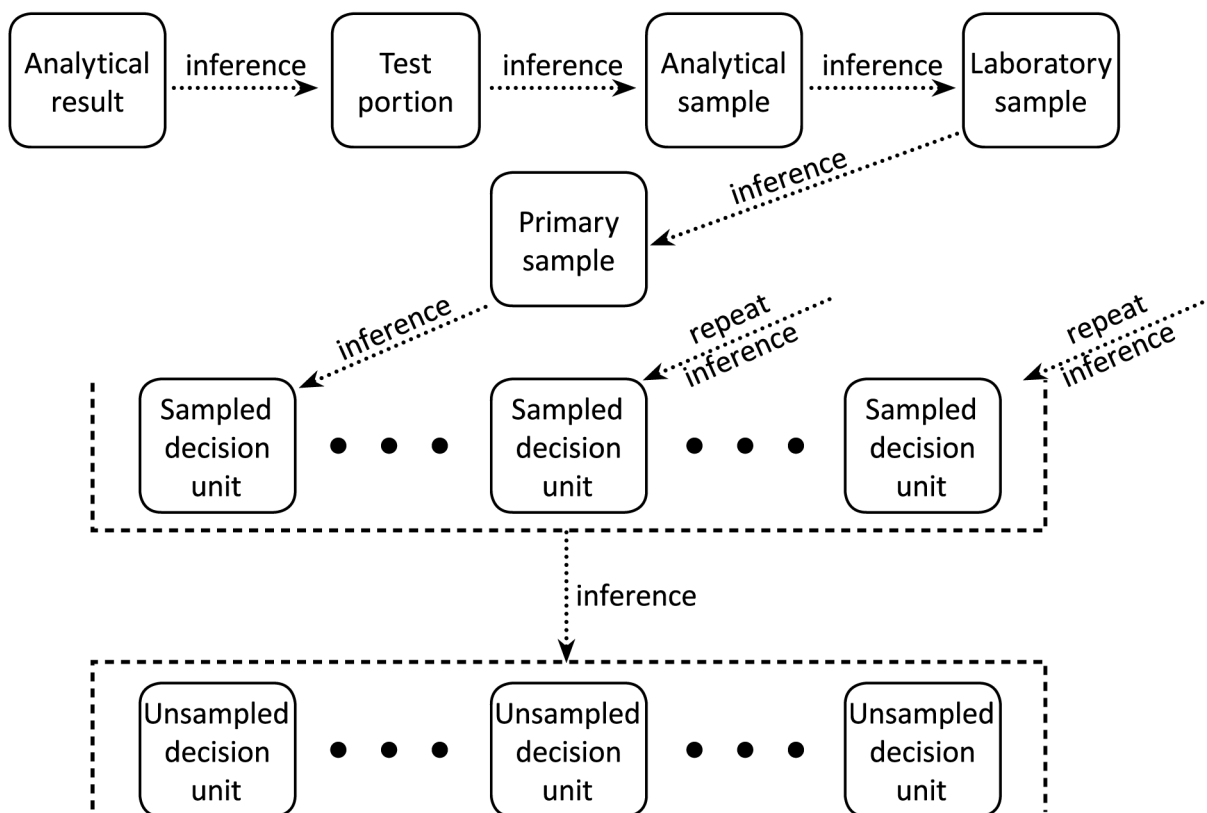 Analytical
result
inference
Test
portion
inference
Analytical
sample
inference
Laboratory
sample
inference
Primary
sample
inference
repeat
inference
repeat
inference
Sampled
decision
unit
Sampled
decision
unit
Sampled
decision
unit
inference
Unsampled
decision
unit
Unsampled
decision
unit
Unsampled
decision
unit